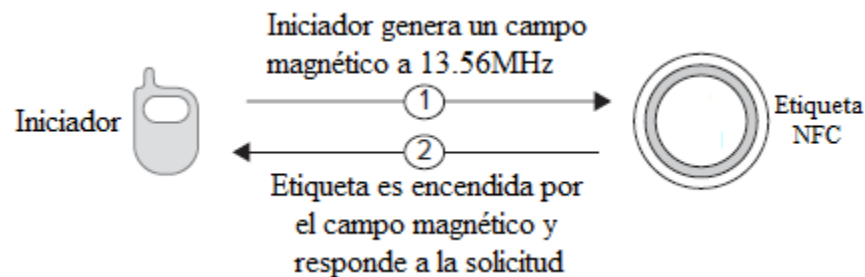 Iniciador genera un campo
magnético a 13.56MHz
1
Iniciador
Etiqueta
NFC
2
Etiqueta es encendida por
el campo magnético y
responde a la solicitud